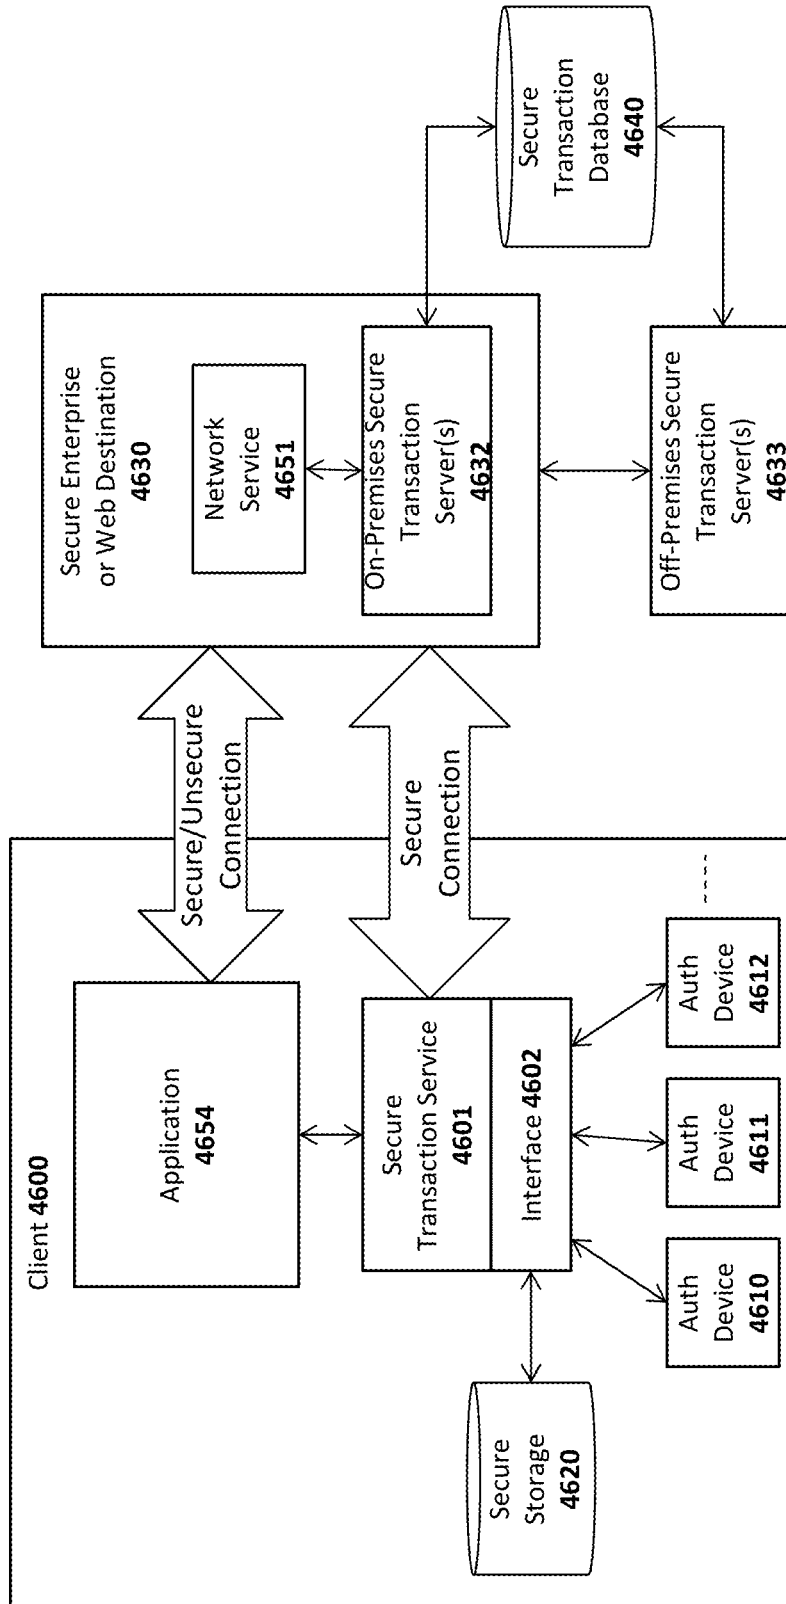 Client 4600
Application
4654
Secure
Transaction Service
4601
Interface 4602
Secure
Storage
4620
Auth
Device
4610
Auth
Device
4611
Auth
Device
4612
Secure/Unsecure
Connection
Secure
Connection
Secure Enterprise
or Web Destination
4630
Network
Service
4651
On-Premises Secure
Transaction
Server(s)
4632
Off-Premises Secure
Transaction
Server(s)
4633
Secure
Transaction
Database
4640